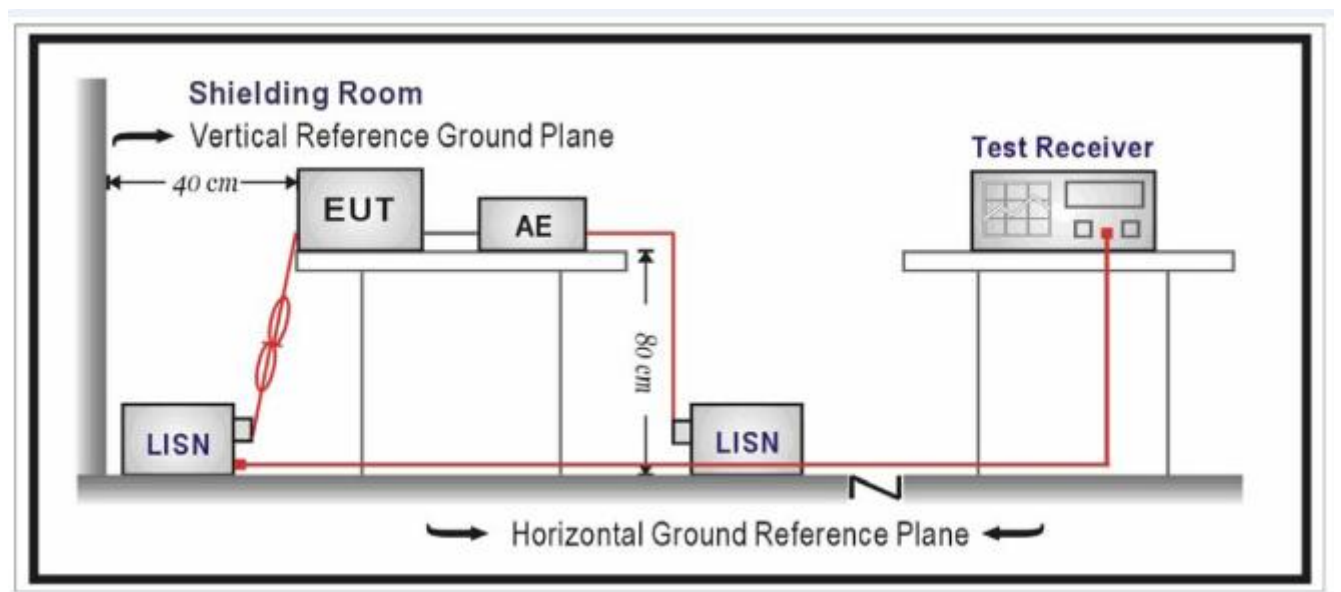 Shielding Room
Vertical Reference Ground Plane
40 cm
EUT
AE
Test Receiver
80 cm
LISN
LISN
Horizontal Ground Reference Plane